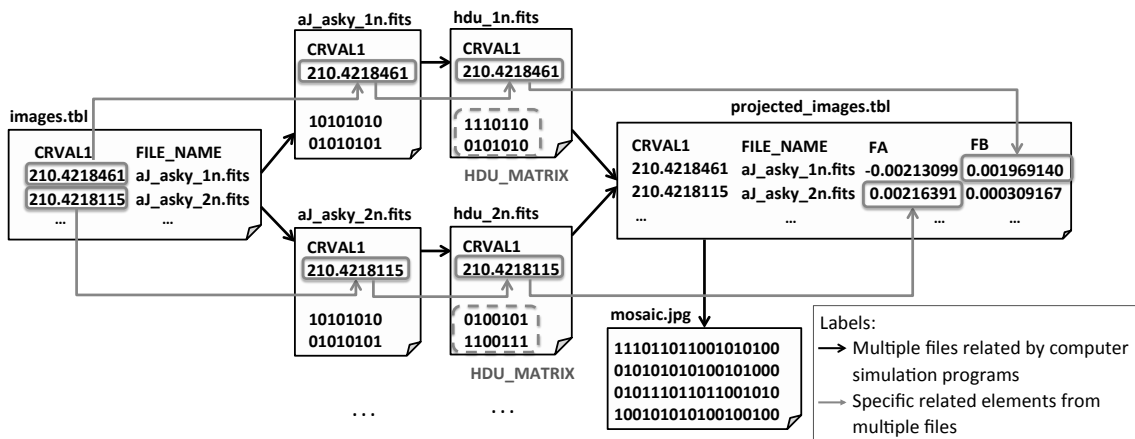 images.tbl
CRVAL1 FILE_NAME
210.4218461 aJ_asky_1n.fits
210.4218115 aJ_asky_2n.fits
... ...
aJ_asky_1n.fits
CRVAL1
210.4218461
10101010
01010101
hdu_1n.fits
CRVAL1
210.4218461
1110110
0101010
HDU_MATRIX
aJ_asky_2n.fits
CRVAL1
210.4218115
10101010
01010101
...
hdu_2n.fits
CRVAL1
210.4218115
0100101
1100111
HDU_MATRIX
...
projected_images.tbl
CRVAL1 FILE_NAME FA FB
210.4218461 aJ_asky_1n.fits -0.00213099 0.001969140
210.4218115 aJ_asky_2n.fits 0.00216391 0.000309167
... ... ... ...
mosaic.jpg
111011011001010100
010101010100101000
010111011011001010
100101010100100100
Labels:
Multiple files related by computer
simulation programs
Specific related elements from
multiple files